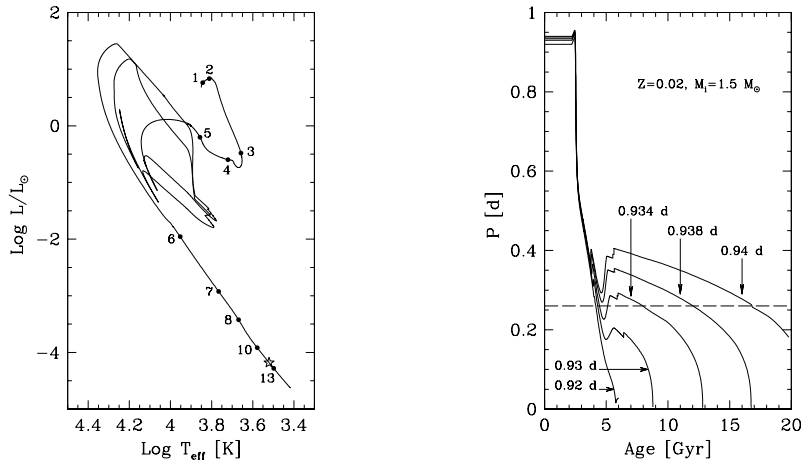 1
0
−2
−4
Log L/L☉
4.4 4.2 4 3.8 3.6 3.4
Log T_eff [K]
1
2
3
4
5
6
7
8
10
13
1
0.8
0.6
0.4
0.2
0
P [d]
0 5 10 15 20
Age [Gyr]
Z=0.02, M_i=1.5 M☉
0.934 d
0.938 d
0.94 d
0.93 d
0.92 d